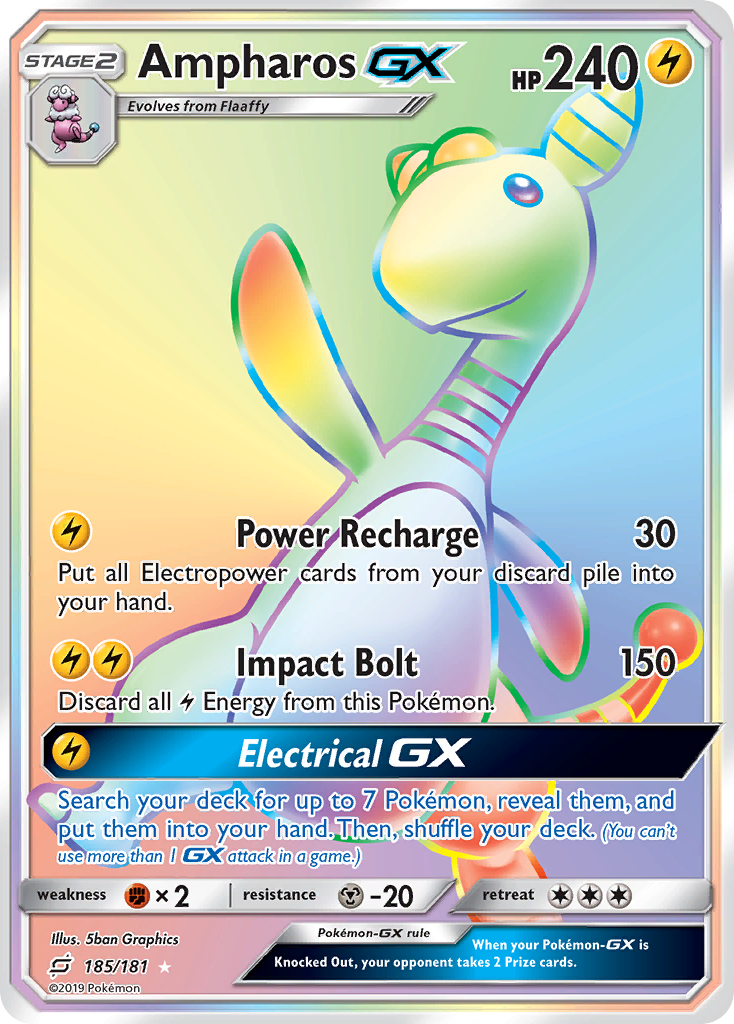 STAGE2
Ampharos GX
HP240
Evolves from Flaaffy
Power Recharge 30
Put all Electropower cards from your discard pile into
your hand.
Impact Bolt 150
Discard all Energy from this Pokémon.
Electrical GX
Search your deck for up to 7 Pokémon, reveal them, and
put them into your hand. Then, shuffle your deck. (You can't
use more than 1 GX attack in a game.)
weakness × 2 resistance -20 retreat
Illus. 5ban Graphics
Pokémon-GX rule
When your Pokémon-GX is
Knocked Out, your opponent takes 2 Prize cards.
185/181
©2019 Pokémon